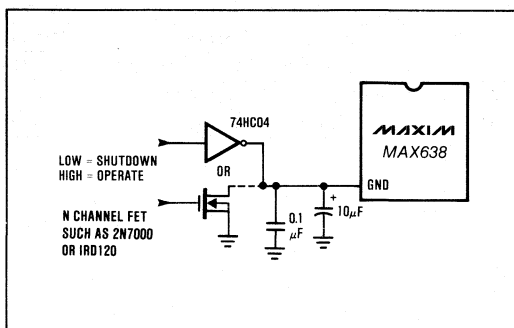 74HC04
LOW = SHUTDOWN
HIGH = OPERATE
OR
N CHANNEL FET
SUCH AS 2N7000
OR IRD120
0.1
µF
+
10µF
GND
MAXIM
MAX638